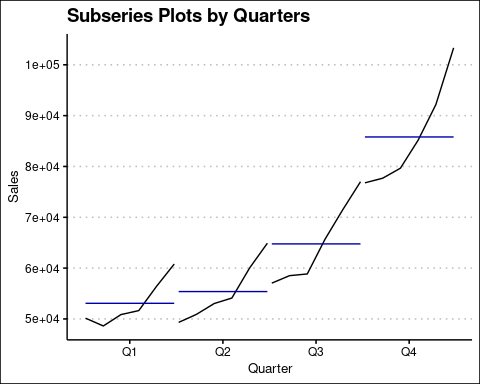 Subseries Plots by Quarters
1e+05
9e+04
8e+04
7e+04
6e+04
5e+04
Sales
Q1 Q2 Q3 Q4
Quarter